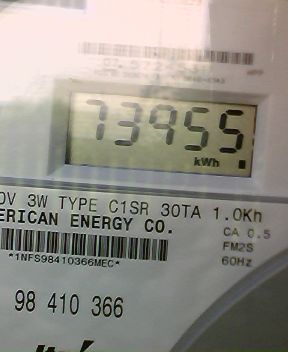 73955
kWh
0V 3W TYPE C1SR 30TA 1.0Kh
ERICAN ENERGY CO.
CA 0.5
FM2S
*1NFS98410366MEC*
60Hz
98 410 366